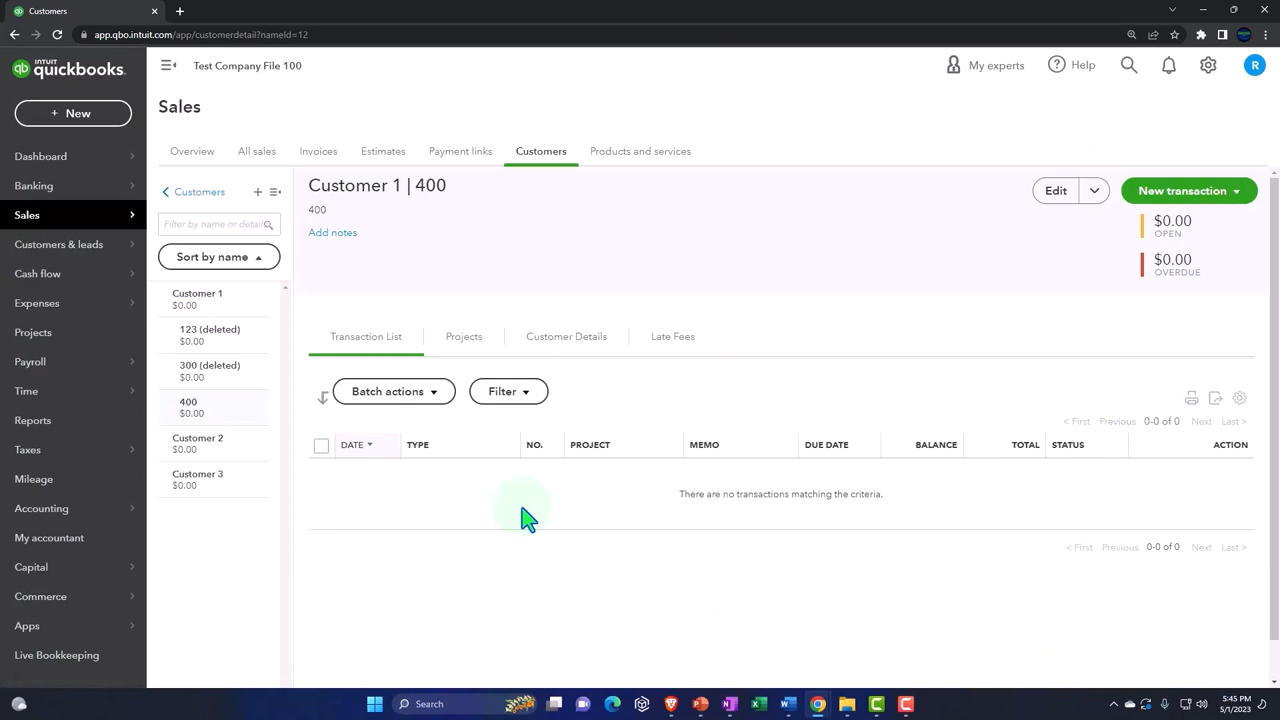 Customers
app.qbo.intuit.com/app/customerdetail?nameId=12
INTUIT
quickbooks.
Test Company File 100
My experts
Help
R
+ New
Sales
Dashboard
Banking
Sales
Customers & leads
Cash flow
Expenses
Projects
Payroll
Time
Reports
Taxes
Mileage
Accounting
My accountant
Capital
Commerce
Apps
Live Bookkeeping
Overview
All sales
Invoices
Estimates
Payment links
Customers
Products and services
Customers
Filter by name or details
Sort by name
Customer 1
$0.00
123 (deleted)
$0.00
300 (deleted)
$0.00
400
$0.00
Customer 2
$0.00
Customer 3
$0.00
Customer 1 | 400
400
Add notes
Edit
New transaction
$0.00
OPEN
$0.00
OVERDUE
Transaction List
Projects
Customer Details
Late Fees
Batch actions
Filter
< First Previous 0-0 of 0 Next Last >
DATE TYPE NO. PROJECT MEMO DUE DATE BALANCE TOTAL STATUS ACTION
There are no transactions matching the criteria.
< First Previous 0-0 of 0 Next Last >
Search
5:45 PM
5/1/2023